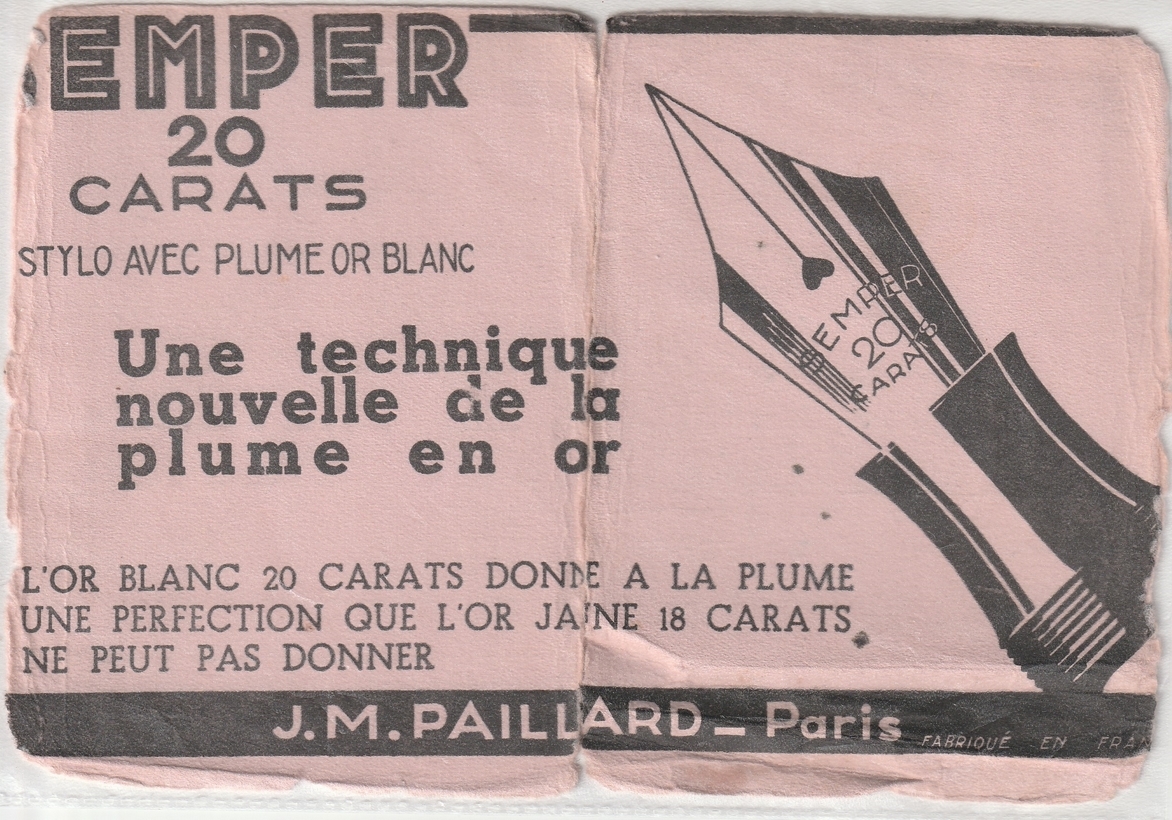 EMPER
20
CARATS
STYLO AVEC PLUME OR BLANC
Une technique
nouvelle de la
plume en or
EMPER
20
CARATS
L'OR BLANC 20 CARATS DONNE A LA PLUME
UNE PERFECTION QUE L'OR JAUNE 18 CARATS
NE PEUT PAS DONNER
J.M. PAILLARD – Paris
FABRIQUÉ EN FRAN